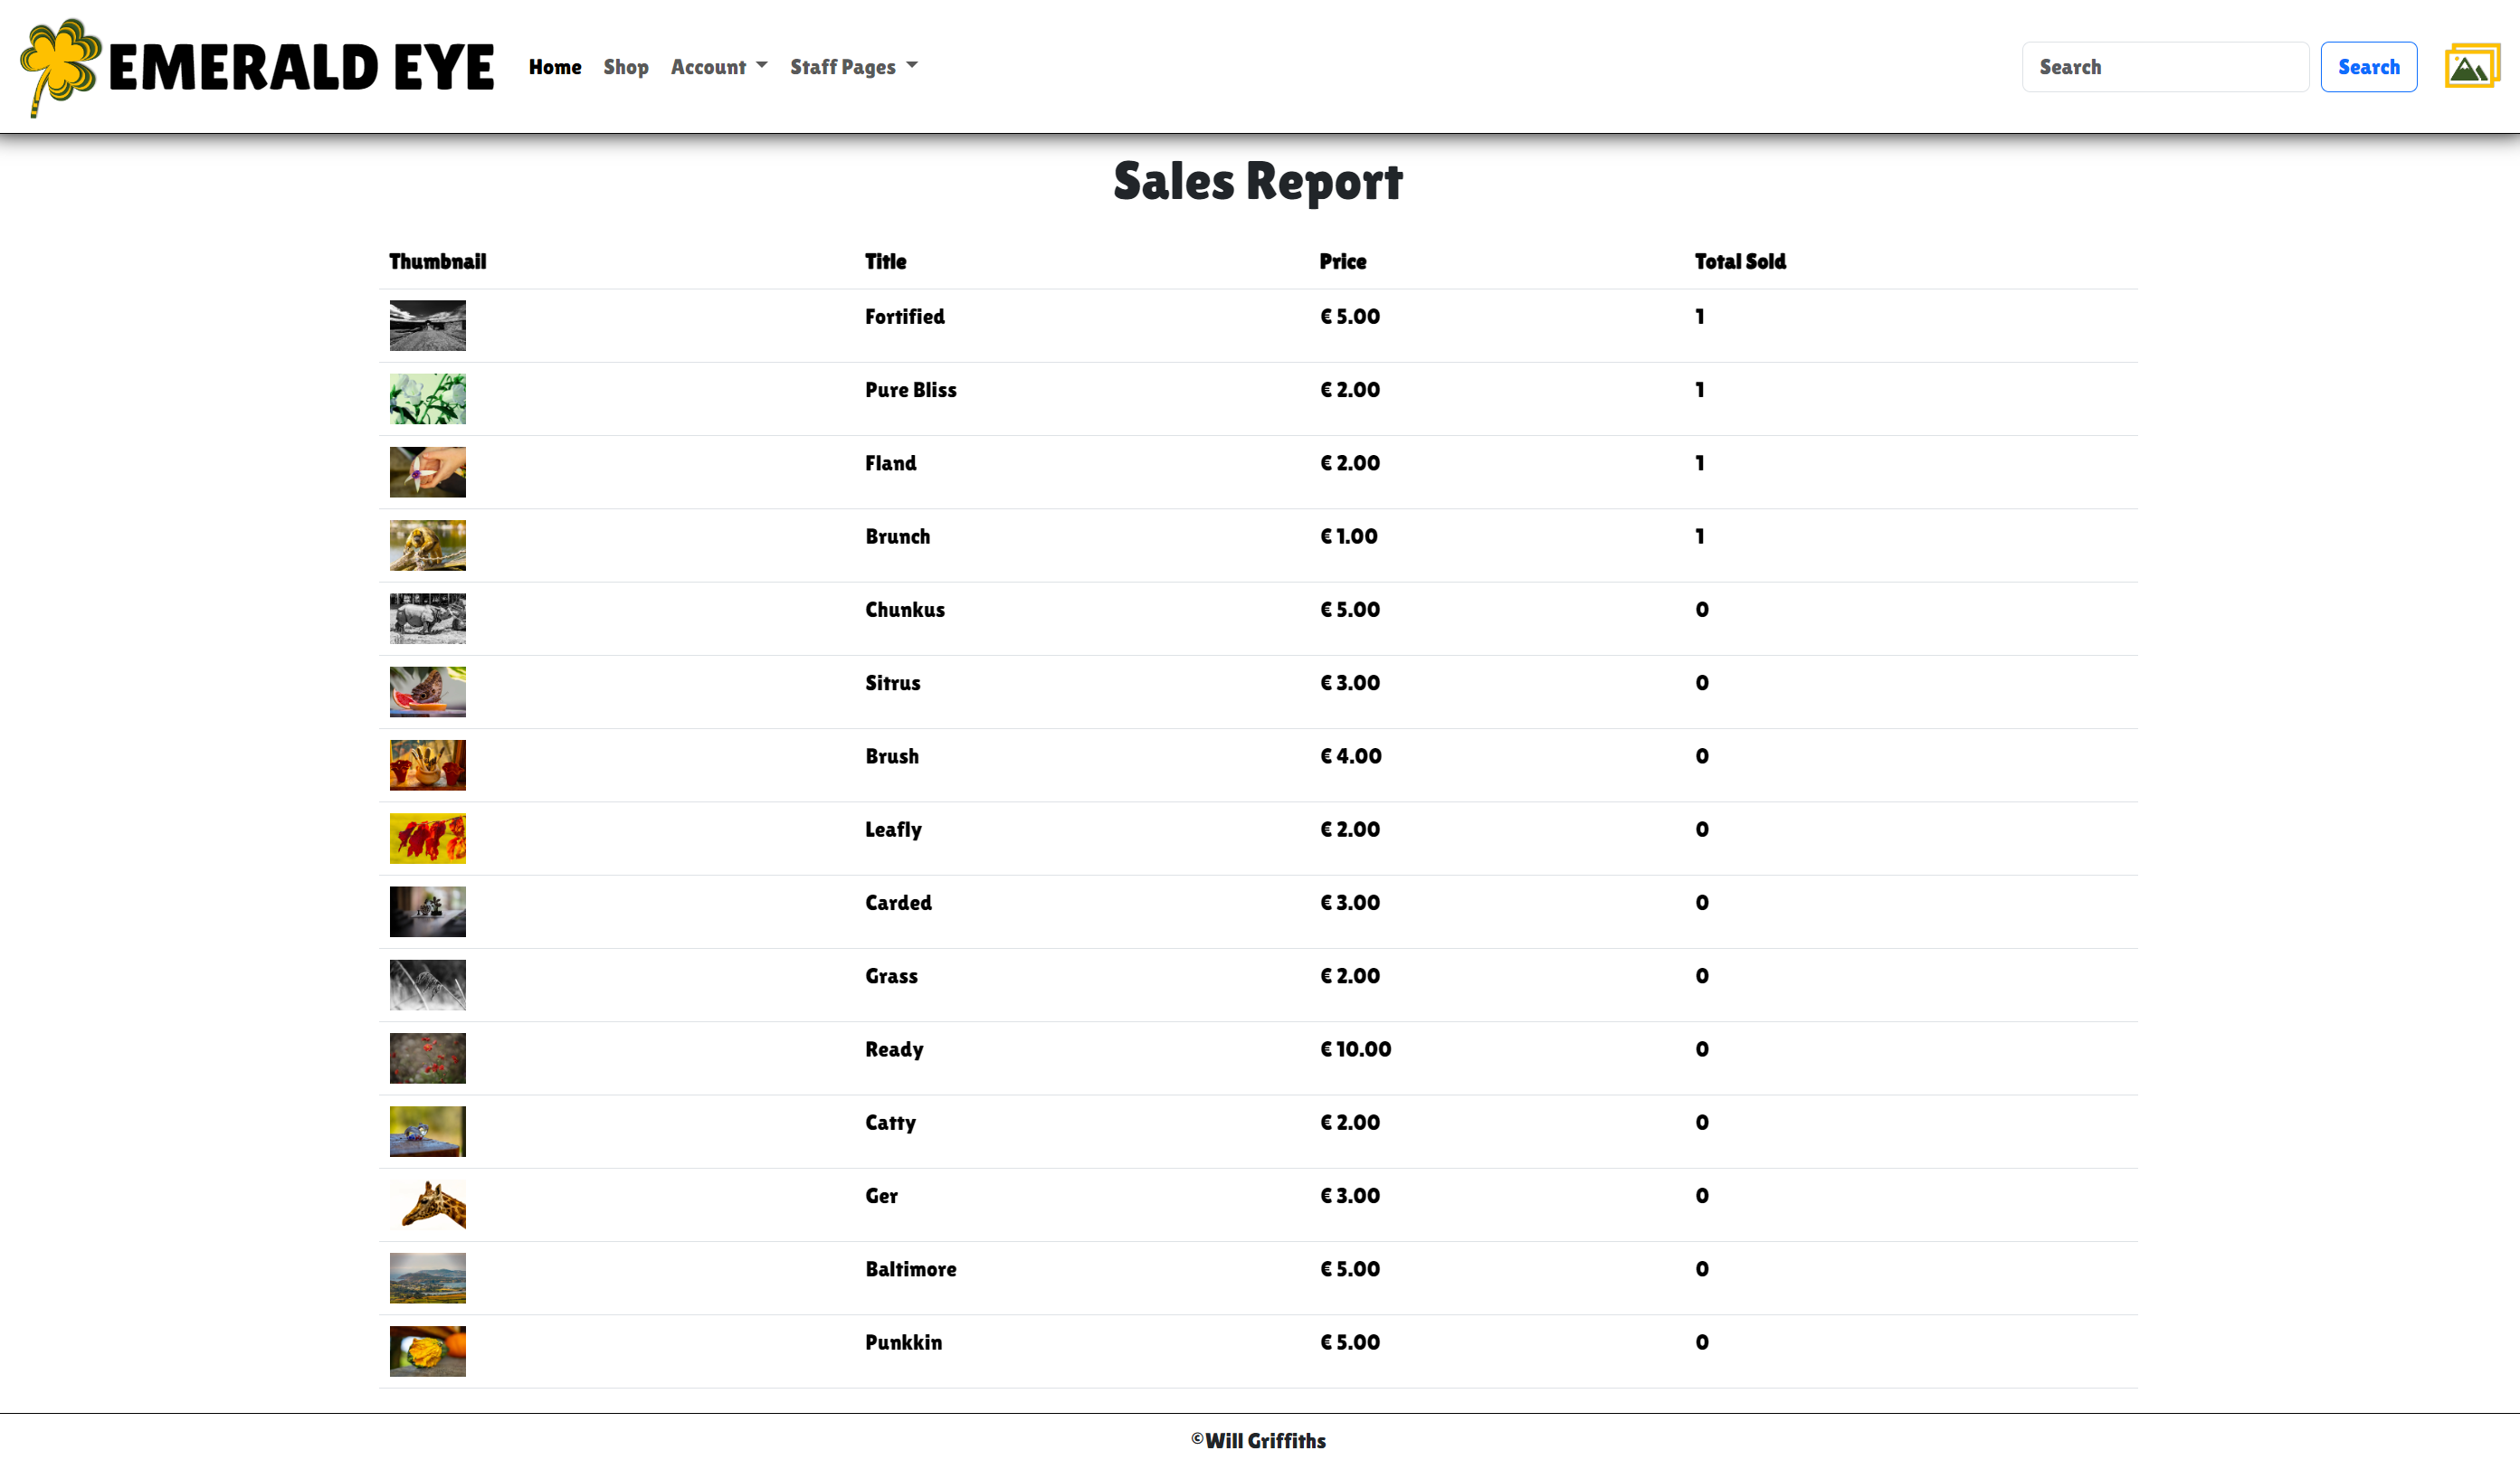 EMERALD EYE Home Shop Account Staff Pages Search Search
Sales Report
Thumbnail Title Price Total Sold
Fortified € 5.00 1
Pure Bliss € 2.00 1
Fland € 2.00 1
Brunch € 1.00 1
Chunkus € 5.00 0
Sitrus € 3.00 0
Brush € 4.00 0
Leafly € 2.00 0
Carded € 3.00 0
Grass € 2.00 0
Ready € 10.00 0
Catty € 2.00 0
Ger € 3.00 0
Baltimore € 5.00 0
Punkkin € 5.00 0
©Will Griffiths